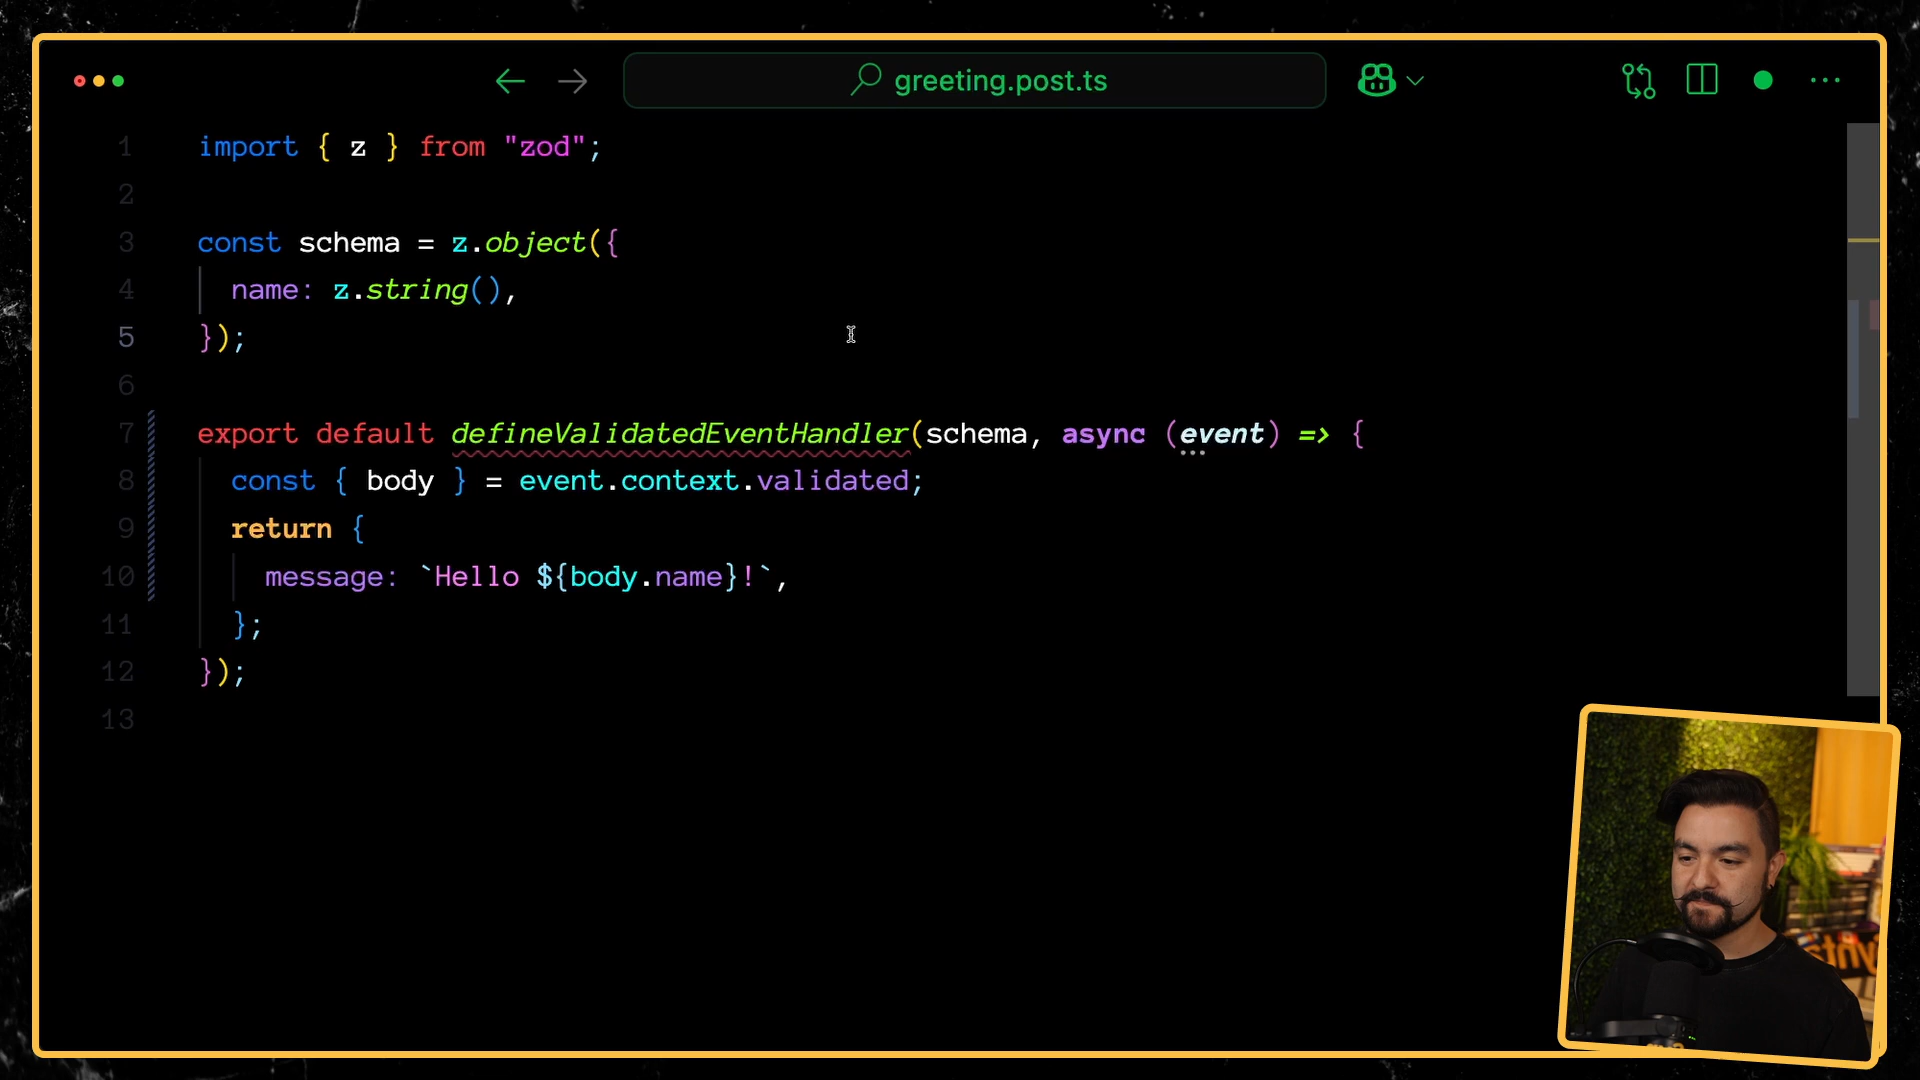 greeting.post.ts
1 import { z } from "zod";
2
3 const schema = z.object({
4 name: z.string(),
5 });
6
7 export default defineValidatedEventHandler(schema, async (event) => {
8 const { body } = event.context.validated;
9 return {
10 message: `Hello ${body.name}!`,
11 };
12 });
13